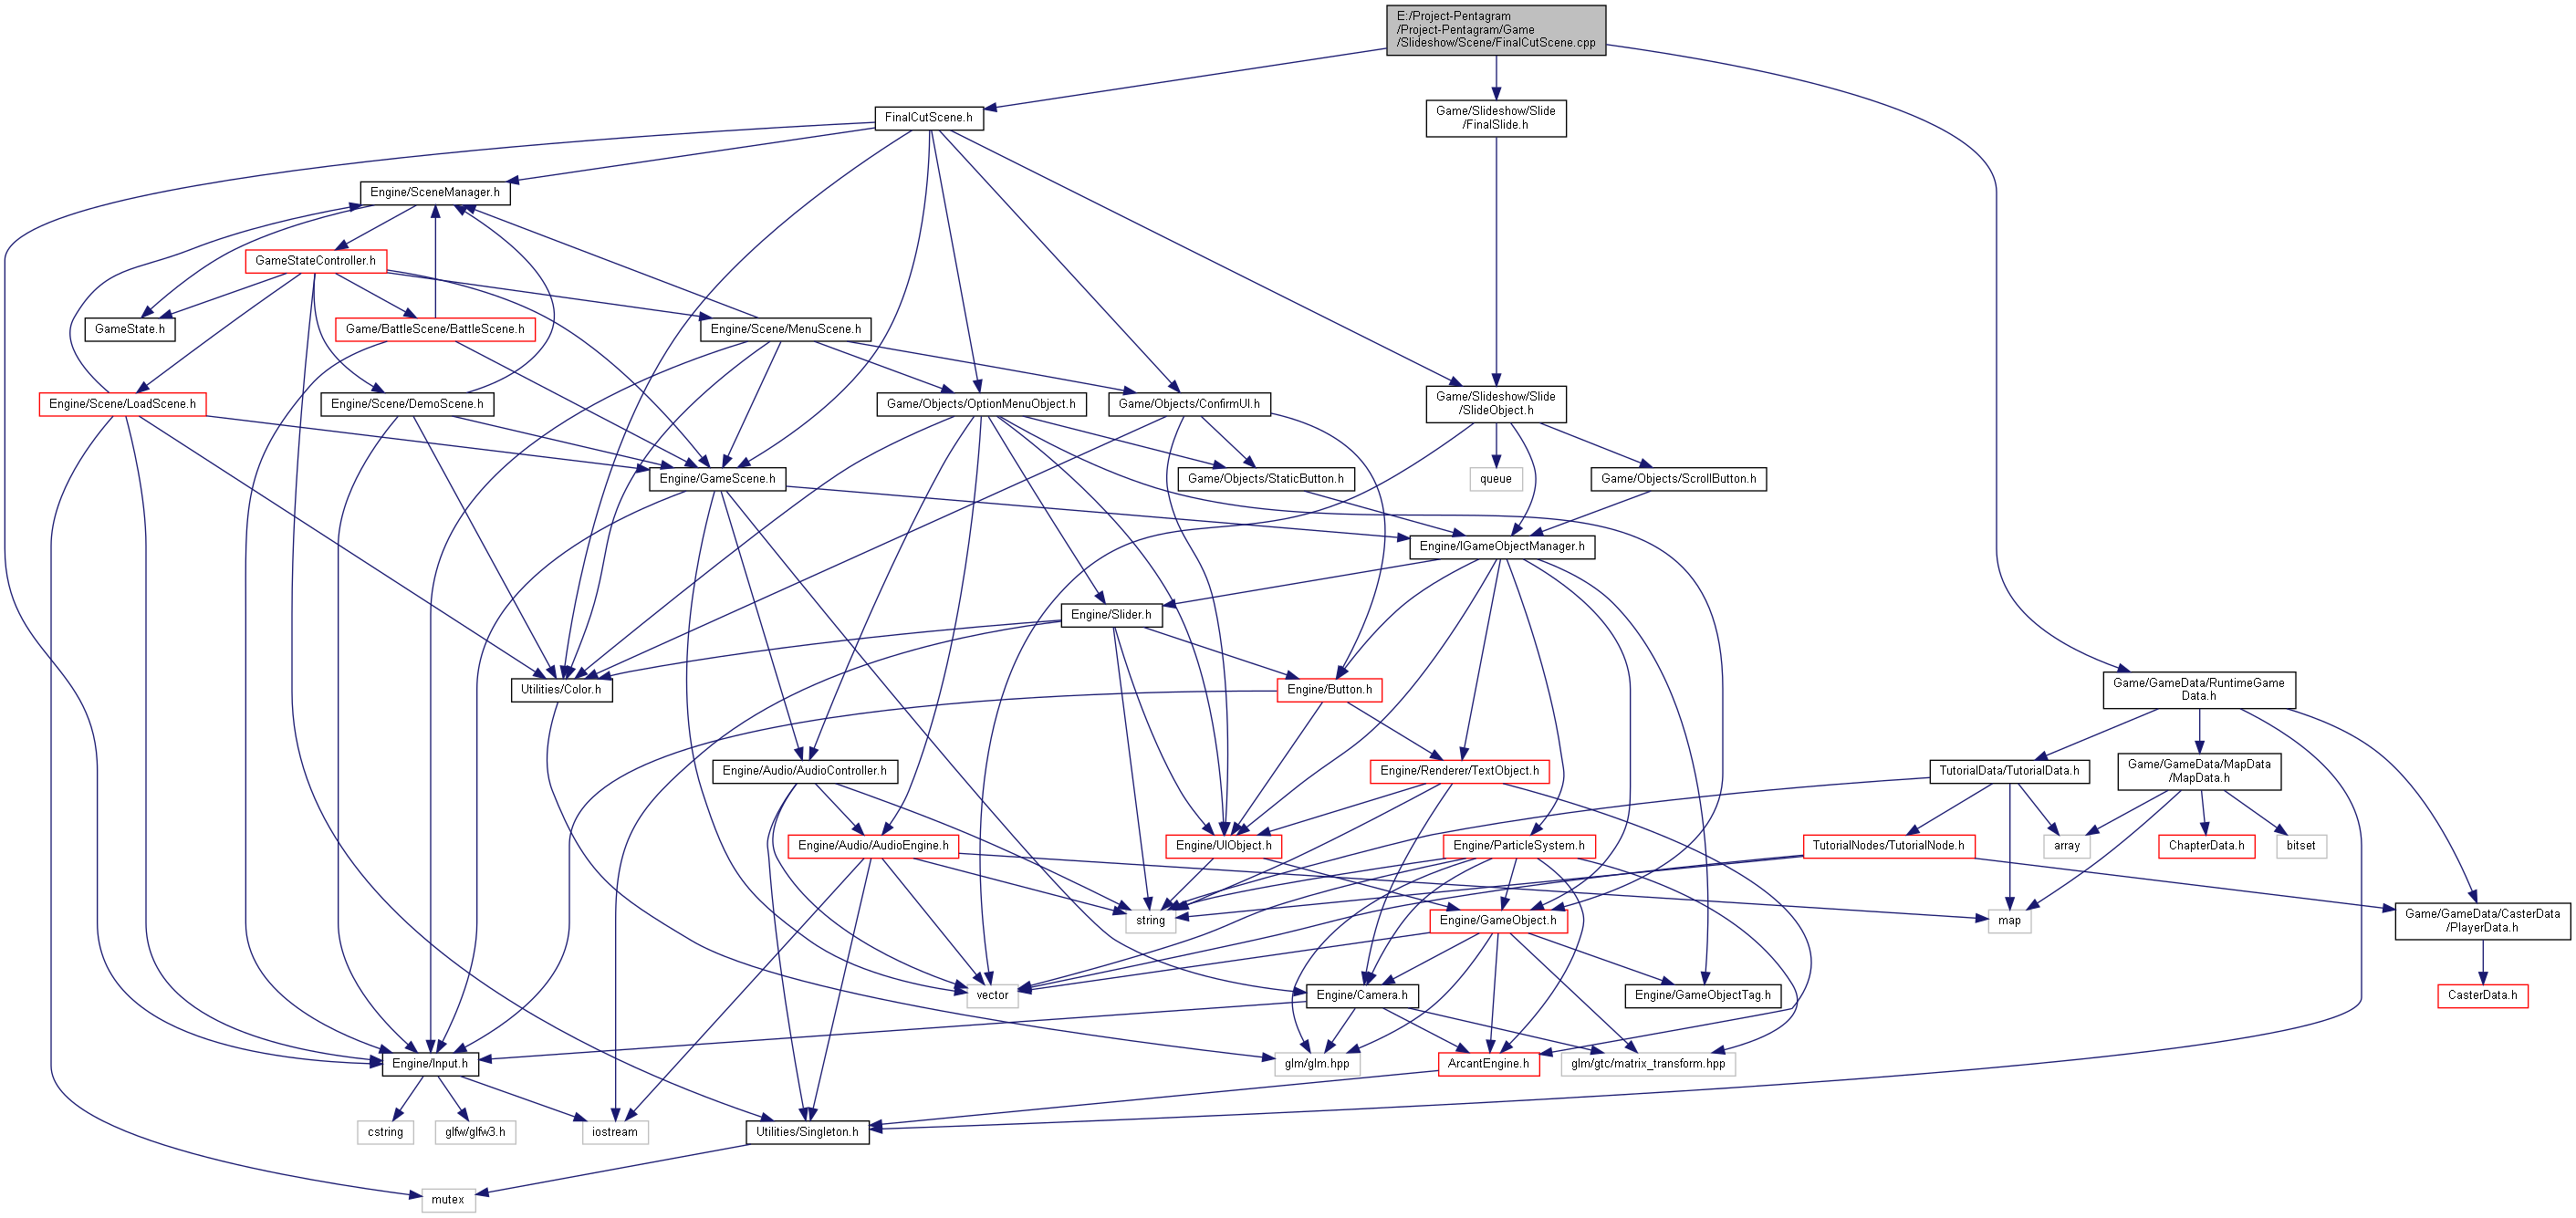 E:/Project-Pentagram
/Project-Pentagram/Game
/Slideshow/Scene/FinalCutScene.cpp
FinalCutScene.h
Game/Slideshow/Slide
/FinalSlide.h
Engine/SceneManager.h
GameStateController.h
GameState.h
Game/BattleScene/BattleScene.h
Engine/Scene/MenuScene.h
Engine/Scene/LoadScene.h
Engine/Scene/DemoScene.h
Game/Objects/OptionMenuObject.h
Game/Objects/ConfirmUI.h
Game/Slideshow/Slide
/SlideObject.h
Engine/GameScene.h
Game/Objects/StaticButton.h
queue
Game/Objects/ScrollButton.h
Engine/IGameObjectManager.h
Engine/Slider.h
Utilities/Color.h
Engine/Button.h
Game/GameData/RuntimeGame
Data.h
Engine/Audio/AudioController.h
Engine/Renderer/TextObject.h
TutorialData/TutorialData.h
Game/GameData/MapData
/MapData.h
Engine/Audio/AudioEngine.h
Engine/UIObject.h
Engine/ParticleSystem.h
TutorialNodes/TutorialNode.h
array
ChapterData.h
bitset
string
Engine/GameObject.h
map
Game/GameData/CasterData
/PlayerData.h
vector
Engine/Camera.h
Engine/GameObjectTag.h
CasterData.h
Engine/Input.h
glm/glm.hpp
ArcantEngine.h
glm/gtc/matrix_transform.hpp
cstring
glfw/glfw3.h
iostream
Utilities/Singleton.h
mutex